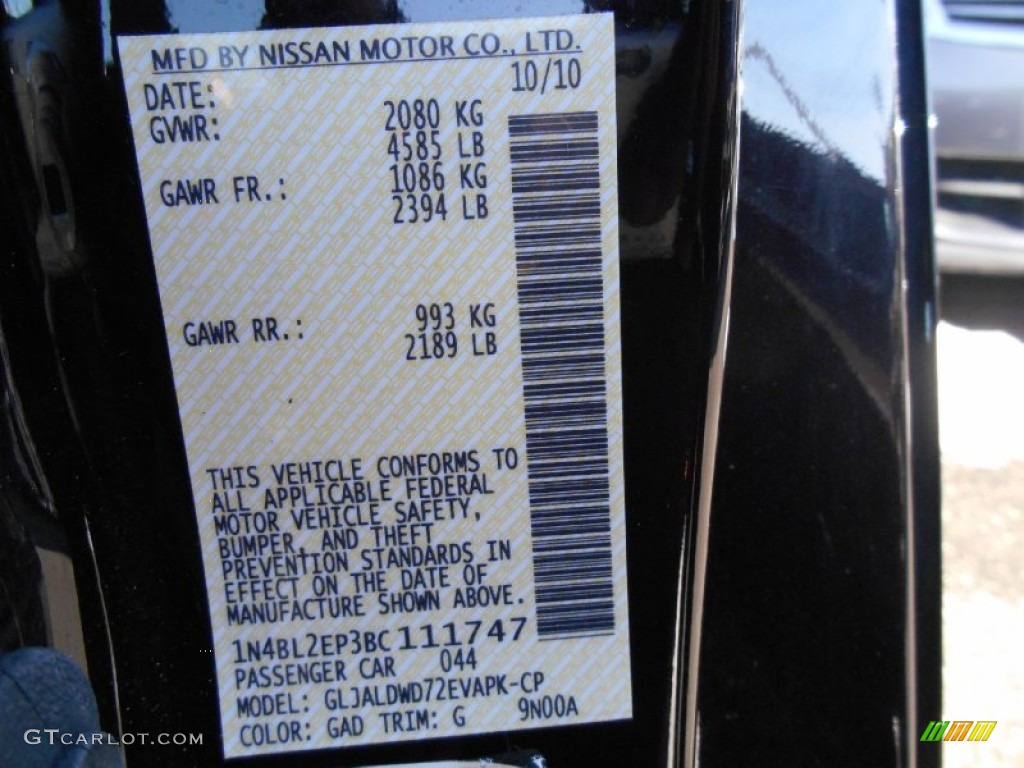 MFD BY NISSAN MOTOR CO., LTD.
DATE: 10/10
GVWR: 2080 KG
4585 LB
GAWR FR.: 1086 KG
2394 LB
GAWR RR.: 993 KG
2189 LB
THIS VEHICLE CONFORMS TO
ALL APPLICABLE FEDERAL
MOTOR VEHICLE SAFETY,
BUMPER, AND THEFT
PREVENTION STANDARDS IN
EFFECT ON THE DATE OF
MANUFACTURE SHOWN ABOVE.
1N4BL2EP3BC111747
PASSENGER CAR 044
MODEL: GLJALDWD72EVAPK-CP
COLOR: GAD TRIM: G 9N00A
GTCARLOT.COM